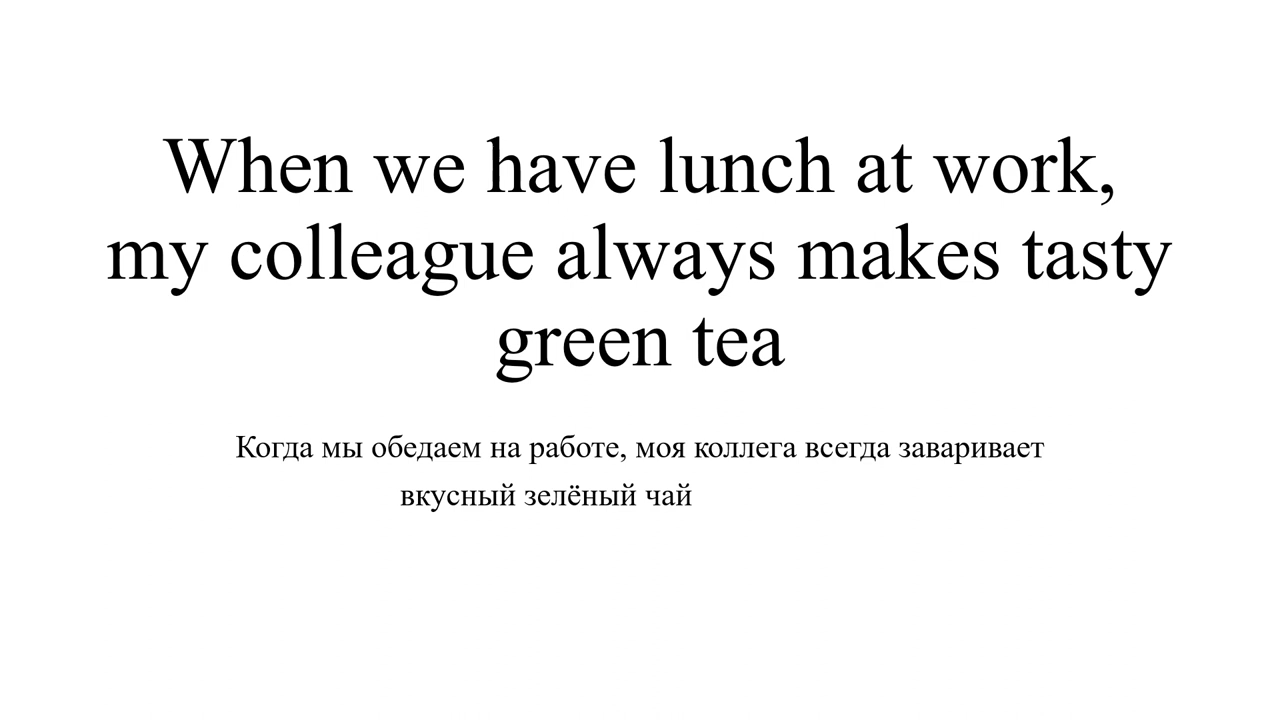 When we have lunch at work,
my colleague always makes tasty
green tea
Когда мы обедаем на работе, моя коллега всегда заваривает
вкусный зелёный чай